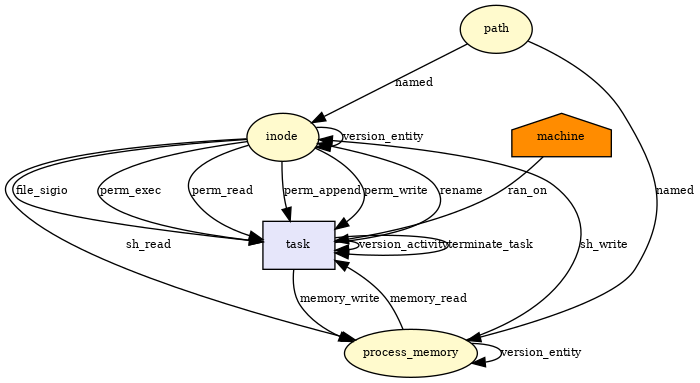 path
named
inode
version_entity
machine
file_sigio
perm_exec
perm_read
perm_append
perm_write
rename
ran_on
named
sh_read
task
version_activity
terminate_task
sh_write
memory_write
memory_read
process_memory
version_entity